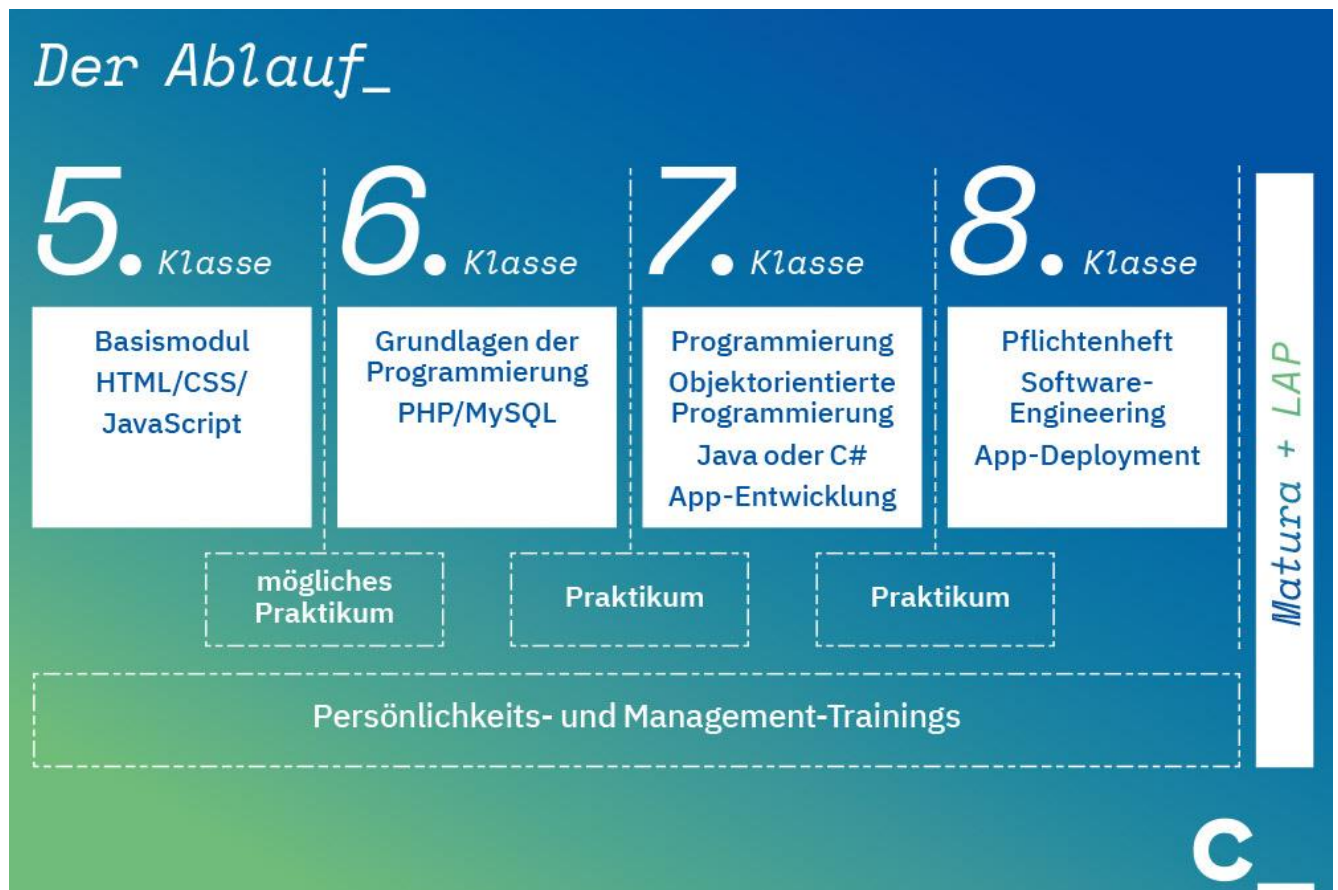 Der Ablauf_
5. Klasse
6. Klasse
7. Klasse
8. Klasse
Basismodul
HTML/CSS/
JavaScript
Grundlagen der
Programmierung
PHP/MySQL
Programmierung
Objektorientierte
Programmierung
Java oder C#
App-Entwicklung
Pflichtenheft
Software-
Engineering
App-Deployment
Matura + LAP
mögliches
Praktikum
Praktikum
Praktikum
Persönlichkeits- und Management-Trainings
C_